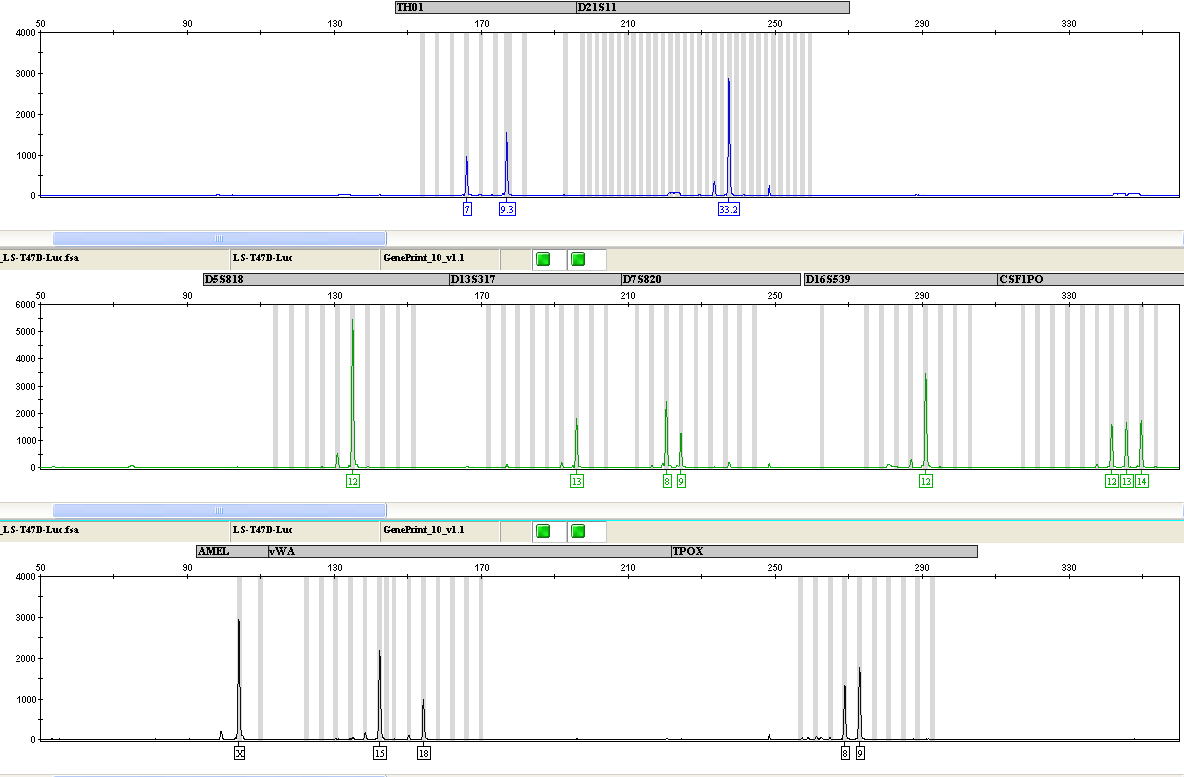 TH01 D21S11
50 90 130 170 210 250 290 330
4000
3000
2000
1000
0
7 9.3 33.2
_LS-T47D-Luc.fsa LS-T47D-Luc GenePrint_10_v1.1
D5S818 D13S317 D7S820 D16S539 CSF1PO
50 90 130 170 210 250 290 330
6000
5000
4000
3000
2000
1000
0
12 13 8 9 12 12 13 14
_LS-T47D-Luc.fsa LS-T47D-Luc GenePrint_10_v1.1
AMEL vWA TPOX
50 90 130 170 210 250 290 330
4000
3000
2000
1000
0
X 15 18 8 9